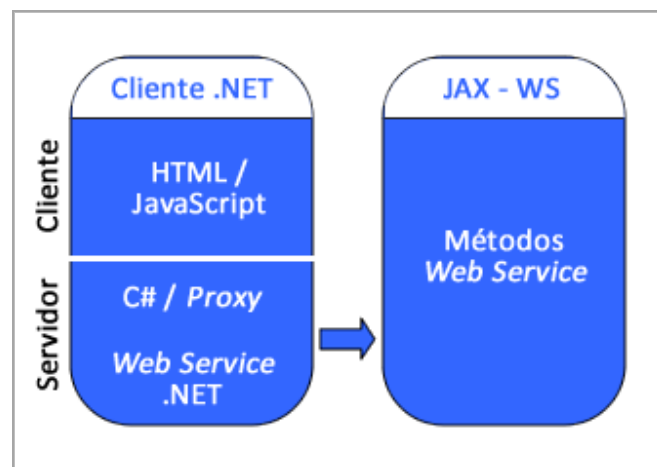 Cliente .NET
HTML /
JavaScript
Cliente
C# / Proxy
Web Service
.NET
Servidor
JAX - WS
Métodos
Web Service